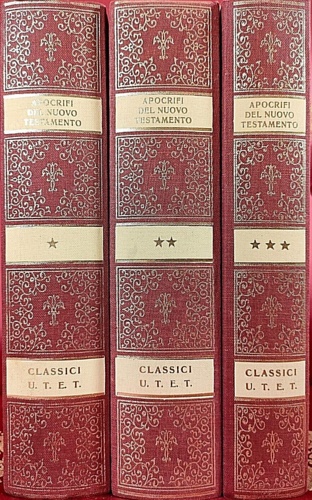 APOCRIFI
DEL NUOVO
TESTAMENTO
★
CLASSICI
U. T. E. T.
APOCRIFI
DEL NUOVO
TESTAMENTO
★★
CLASSICI
U. T. E. T.
APOCRIFI
DEL NUOVO
TESTAMENTO
★★★
CLASSICI
U. T. E. T.